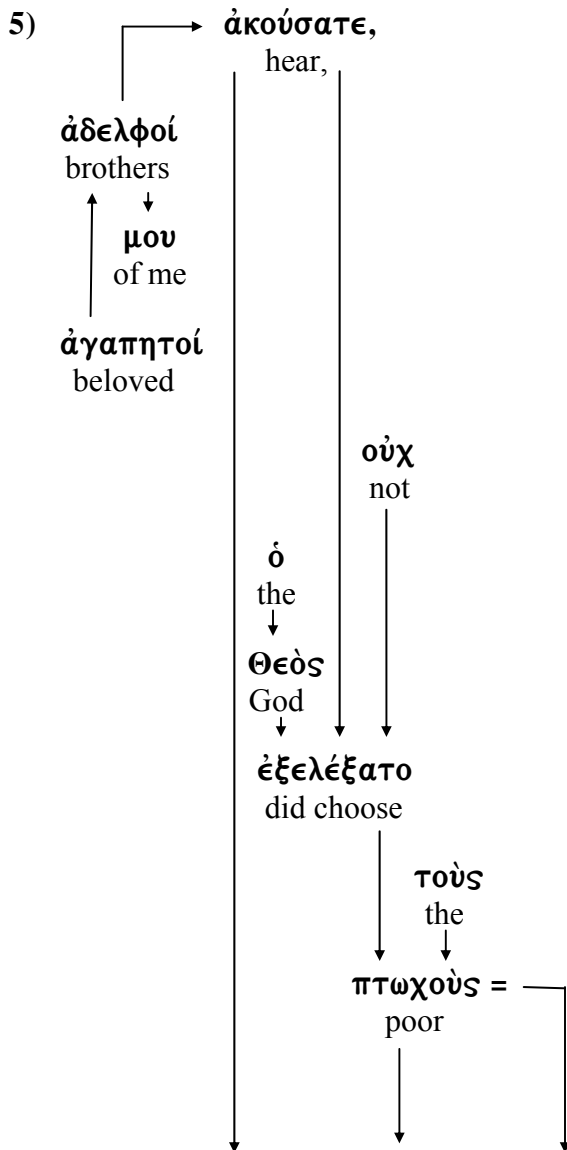 5) ἀκούσατε,
hear,
ἀδελφοί
brothers
μου
of me
ἀγαπητοί
beloved
οὐχ
not
ὁ
the
Θεὸς
God
ἐξελέξατο
did choose
τοὺς
the
πτωχοὺς =
poor